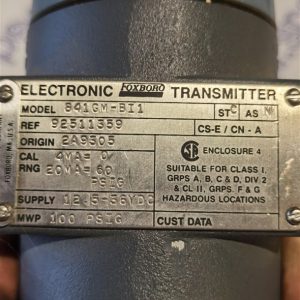 ELECTRONIC FOXBORO TRANSMITTER
MODEL 841GM-BI1 ST C AS N
REF 92511359 CS-E / CN-A
ORIGIN 2A9305
CAL 4MA= 0
RNG 20MA= 60
PSIG
SUPPLY 12.5-36VDC
MWP 100 PSIG
ENCLOSURE 4
SUITABLE FOR CLASS I,
GRPS A, B, C & D, DIV 2
& CL II, GRPS. F & G
HAZARDOUS LOCATIONS
CUST DATA